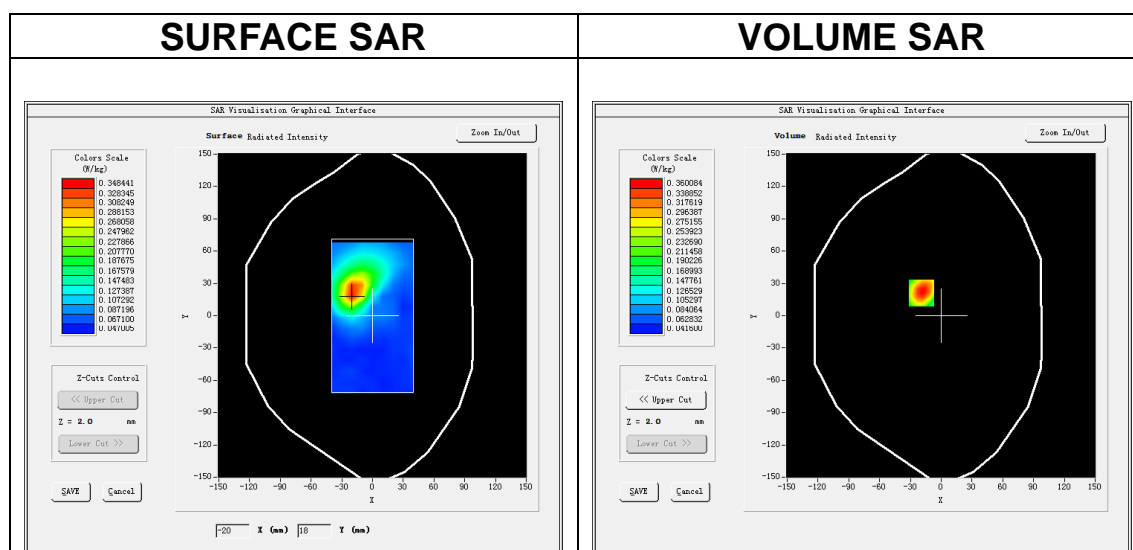 SURFACE SAR
SAR Visualisation Graphical Interface
Surface Radiated Intensity
Zoom In/Out
Colors Scale
(W/kg)
0.348441
0.328345
0.308249
0.288153
0.268058
0.247962
0.227866
0.207770
0.187675
0.167579
0.147483
0.127387
0.107292
0.087196
0.067100
0.047005
Z-Cuts Control
<< Upper Cut
Z = 2.0 mm
Lower Cut >>
SAVE
Cancel
150
120
90
60
30
0
-30
-60
-90
-120
-150
Y
-150 -120 -90 -60 -30 0 30 60 90 120 150
X
-20 X (mm) 18 Y (mm)
VOLUME SAR
SAR Visualisation Graphical Interface
Volume Radiated Intensity
Zoom In/Out
Colors Scale
(W/kg)
0.360084
0.338852
0.317619
0.296387
0.275155
0.253923
0.232690
0.211458
0.190226
0.168993
0.147761
0.126529
0.105297
0.084064
0.062832
0.041600
Z-Cuts Control
<< Upper Cut
Z = 2.0 mm
Lower Cut >>
SAVE
Cancel
150
120
90
60
30
0
-30
-60
-90
-120
-150
Y
-150 -120 -90 -60 -30 0 30 60 90 120 150
X